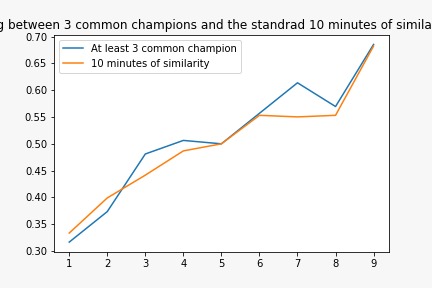 g between 3 common champions and the standrad 10 minutes of simila
At least 3 common champion
10 minutes of similarity
0.70
0.65
0.60
0.55
0.50
0.45
0.40
0.35
0.30
1 2 3 4 5 6 7 8 9